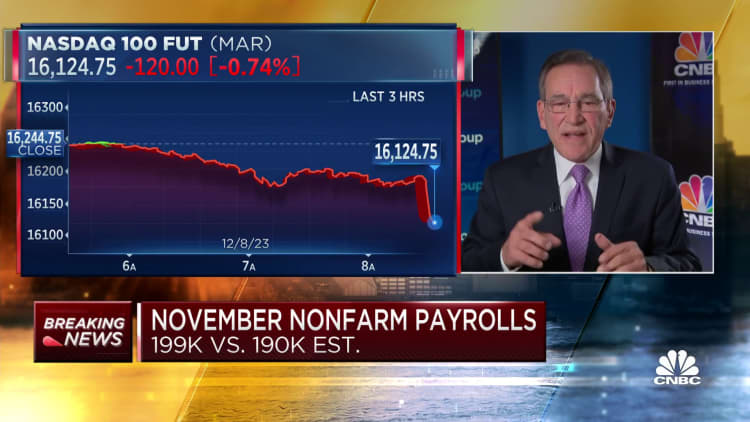 NASDAQ 100 FUT (MAR)
16,124.75 -120.00 [-0.74%]
LAST 3 HRS
16300
16,244.75
CLOSE
16,124.75
16200
16150
16100
12/8/23
6A
7A
8A
CNBC
FIRST IN BUSINESS
oup
oup
BREAKING
NEWS
NOVEMBER NONFARM PAYROLLS
199K VS. 190K EST.
CNBC